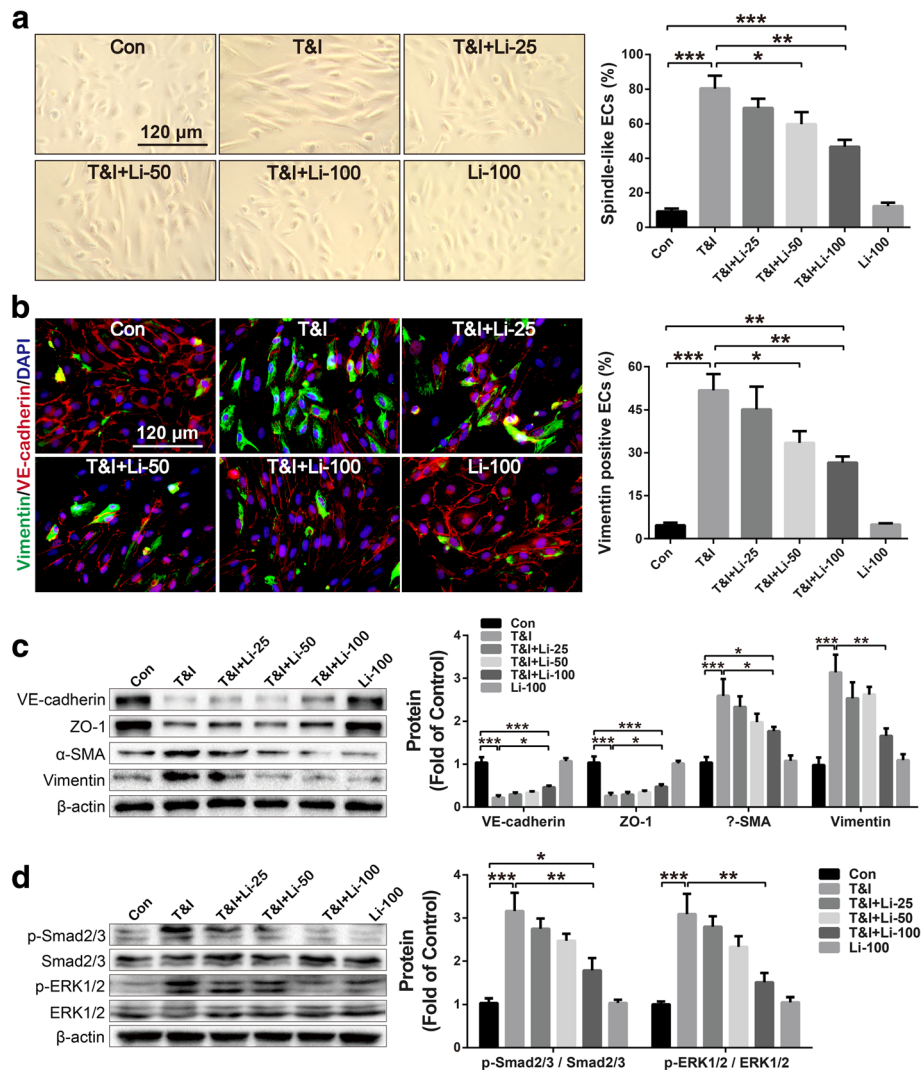 a
Con
T&I
T&I+Li-25
120 μm
T&I+Li-50
T&I+Li-100
Li-100
Spindle-like ECs (%)
100
80
60
40
20
0
***
**
***
*
Con
T&I
T&I+Li-25
T&I+Li-50
T&I+Li-100
Li-100
b
Vimentin/VE-cadherin/DAPI
Con
T&I
T&I+Li-25
120 μm
T&I+Li-50
T&I+Li-100
Li-100
Vimentin positive ECs (%)
60
45
30
15
0
**
**
***
*
Con
T&I
T&I+Li-25
T&I+Li-50
T&I+Li-100
Li-100
c
Con
T&I
T&I+Li-25
T&I+Li-50
T&I+Li-100
Li-100
VE-cadherin
ZO-1
α-SMA
Vimentin
β-actin
Protein
(Fold of Control)
4
2
0
Con
T&I
T&I+Li-25
T&I+Li-50
T&I+Li-100
Li-100
***
*** *
***
*** *
*
*** *
*** **
VE-cadherin
ZO-1
?-SMA
Vimentin
d
Con
T&I
T&I+Li-25
T&I+Li-50
T&I+Li-100
Li-100
p-Smad2/3
Smad2/3
p-ERK1/2
ERK1/2
β-actin
Protein
(Fold of Control)
4
3
2
1
0
*
*** **
*** **
Con
T&I
T&I+Li-25
T&I+Li-50
T&I+Li-100
Li-100
p-Smad2/3 / Smad2/3
p-ERK1/2 / ERK1/2